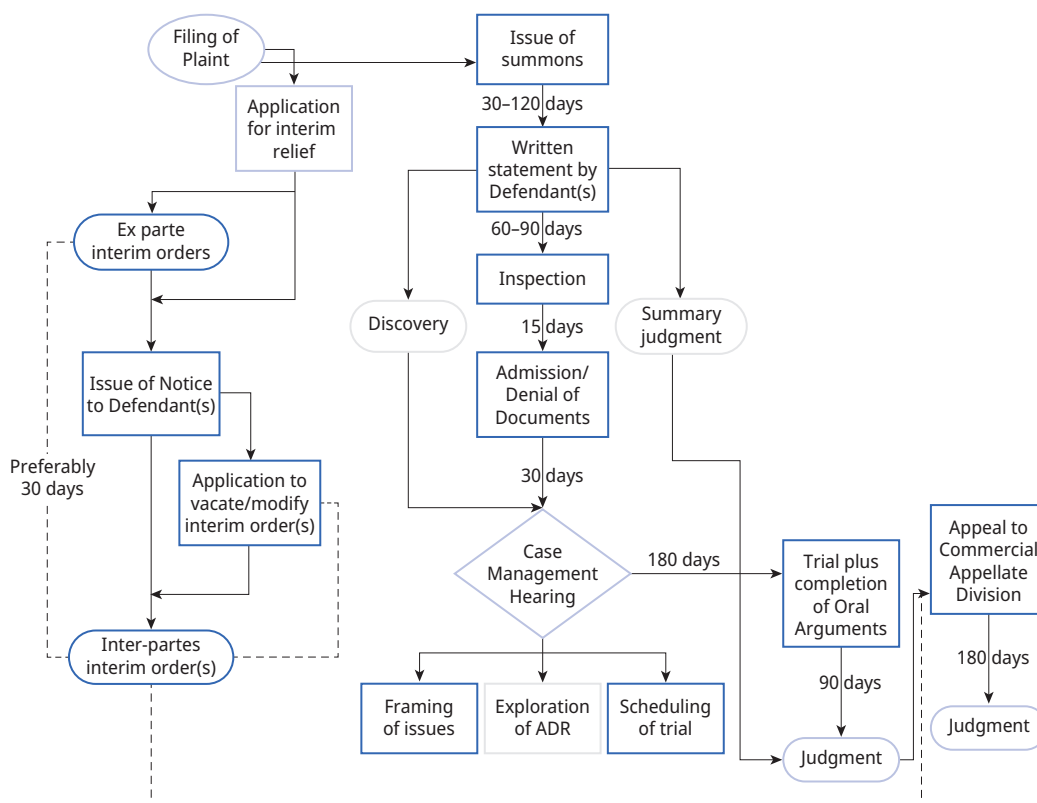 Filing of
Plaint
Issue of
summons
Application
for interim
relief
30–120 days
Written
statement by
Defendant(s)
Ex parte
interim orders
60–90 days
Inspection
Discovery
15 days
Summary
judgment
Issue of Notice
to Defendant(s)
Admission/
Denial of
Documents
Preferably
30 days
Application to
vacate/modify
interim order(s)
30 days
Case
Management
Hearing
180 days
Trial plus
completion
of Oral
Arguments
Appeal to
Commercial
Appellate
Division
Inter-partes
interim order(s)
180 days
90 days
Framing
of issues
Exploration
of ADR
Scheduling
of trial
Judgment
Judgment